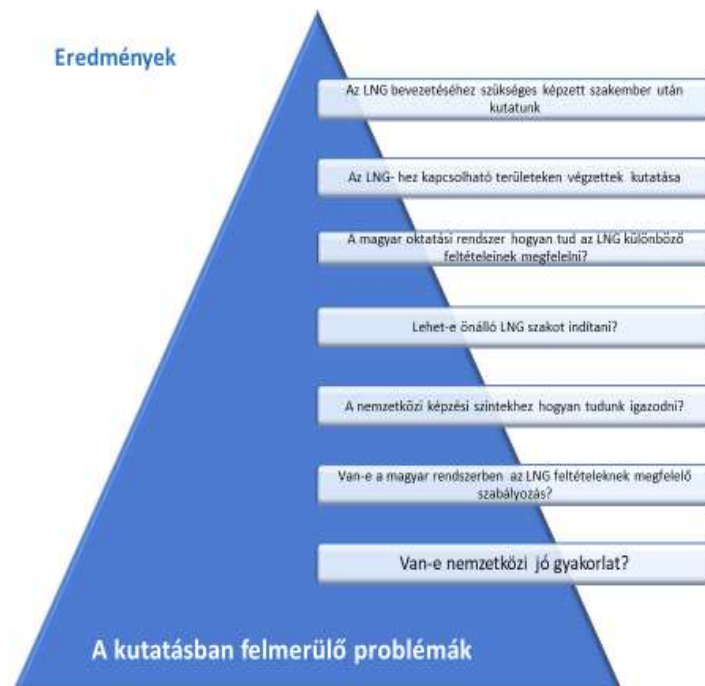 Eredmények
Az LNG bevezetéséhez szükséges képzett szakember után
kutatunk
Az LNG- hez kapcsolható területeken végzettek kutatása
A magyar oktatási rendszer hogyan tud az LNG különböző
feltételeinek megfelelni?
Lehet-e önálló LNG szakot indítani?
A nemzetközi képzési szintekhez hogyan tudunk igazodni?
Van-e a magyar rendszerben az LNG feltételeknek megfelelő
szabályozás?
Van-e nemzetközi jó gyakorlat?
A kutatásban felmerülő problémák